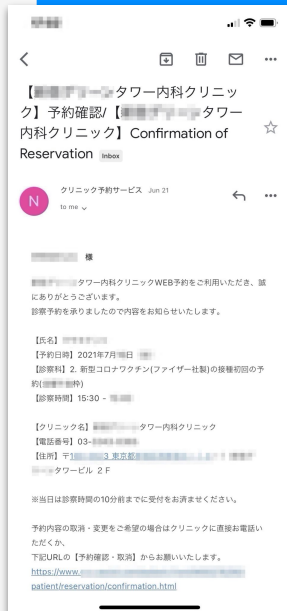 【 タワー内科クリニッ
ク】予約確認/【 タワー
内科クリニック】Confirmation of
Reservation Inbox
N
クリニック予約サービス Jun 21
to me
様
タワー内科クリニックWEB予約をご利用いただき、誠
にありがとうございます。
診察予約を承りましたので内容をお知らせいたします。
【氏名】
【予約日時】2021年7月 日
【診察科】2. 新型コロナワクチン(ファイザー社製)の接種初回の予
約( 枠)
【診察時間】15:30 -
【クリニック名】 タワー内科クリニック
【電話番号】03-
【住所】〒1 3 東京都
タワービル 2F
※当日は診察時間の10分前までに受付をお済ませください。
予約内容の取消・変更をご希望の場合はクリニックに直接お電話い
ただくか、
下記URLの【予約確認・取消】からお願いいたします。
https://www.
patient/reservation/confirmation.html